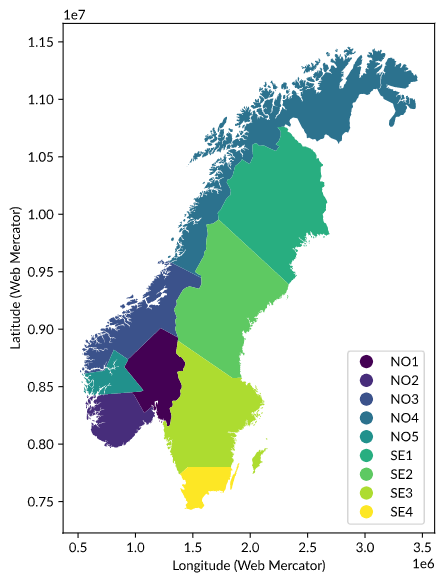 1e7
1.15
1.10
1.05
1.00
0.95
0.90
0.85
0.80
0.75
Latitude (Web Mercator)
NO1
NO2
NO3
NO4
NO5
SE1
SE2
SE3
SE4
0.5 1.0 1.5 2.0 2.5 3.0 3.5
Longitude (Web Mercator)
1e6